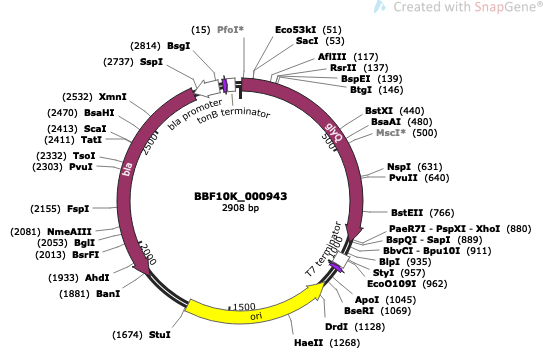 Created with SnapGene®
(15) PfoI*
Eco53kI (51)
(2814) BsgI
SacI (53)
(2737) SspI
AflIII (117)
RsrII (137)
BspEI (139)
BtgI (146)
(2532) XmnI
(2470) BsaHI
(2413) ScaI
(2411) TatI
(2332) TsoI
(2303) PvuI
(2155) FspI
(2081) NmeAIII
(2053) BglI
(2013) BsrFI
(1933) AhdI
(1881) BanI
(1674) StuI
BstXI (440)
BsaAI (480)
MscI* (500)
NspI (631)
PvuII (640)
BstEII (766)
PaeR7I - PspXI - XhoI (880)
BspQI - SapI (889)
BbvCI - Bpu10I (911)
BlpI (935)
StyI (957)
EcoO109I (962)
ApoI (1045)
BseRI (1069)
DrdI (1128)
HaeII (1268)
bla promoter
tonB terminator
glyQ
bla
T7 terminator
ori
500
1000
1500
2000
2500
BBF10K_000943
2908 bp